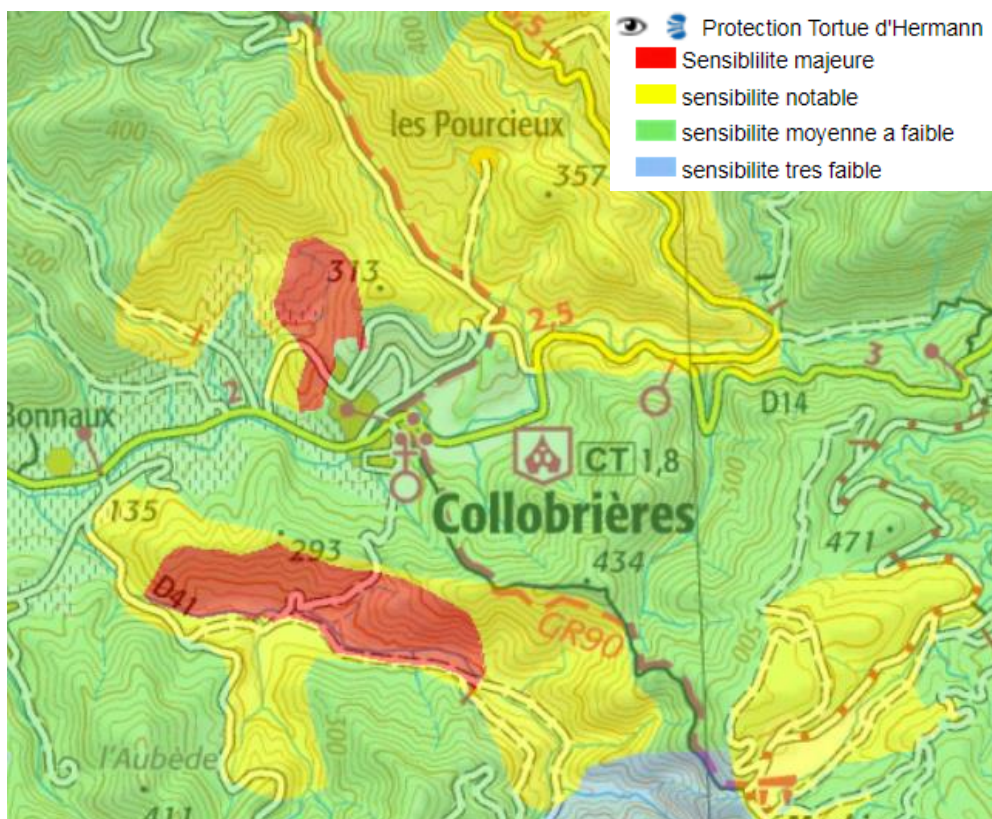 Protection Tortue d'Hermann
Sensiblilite majeure
sensibilite notable
sensibilite moyenne a faible
sensibilite tres faible
400
les Pourcieux
357
300
313
2,5
3
2
Bonnaux
D14
CT 1,8
300
135
Collobrières
293
434
471
400
D41
GR90
500
300
l'Aubède
411